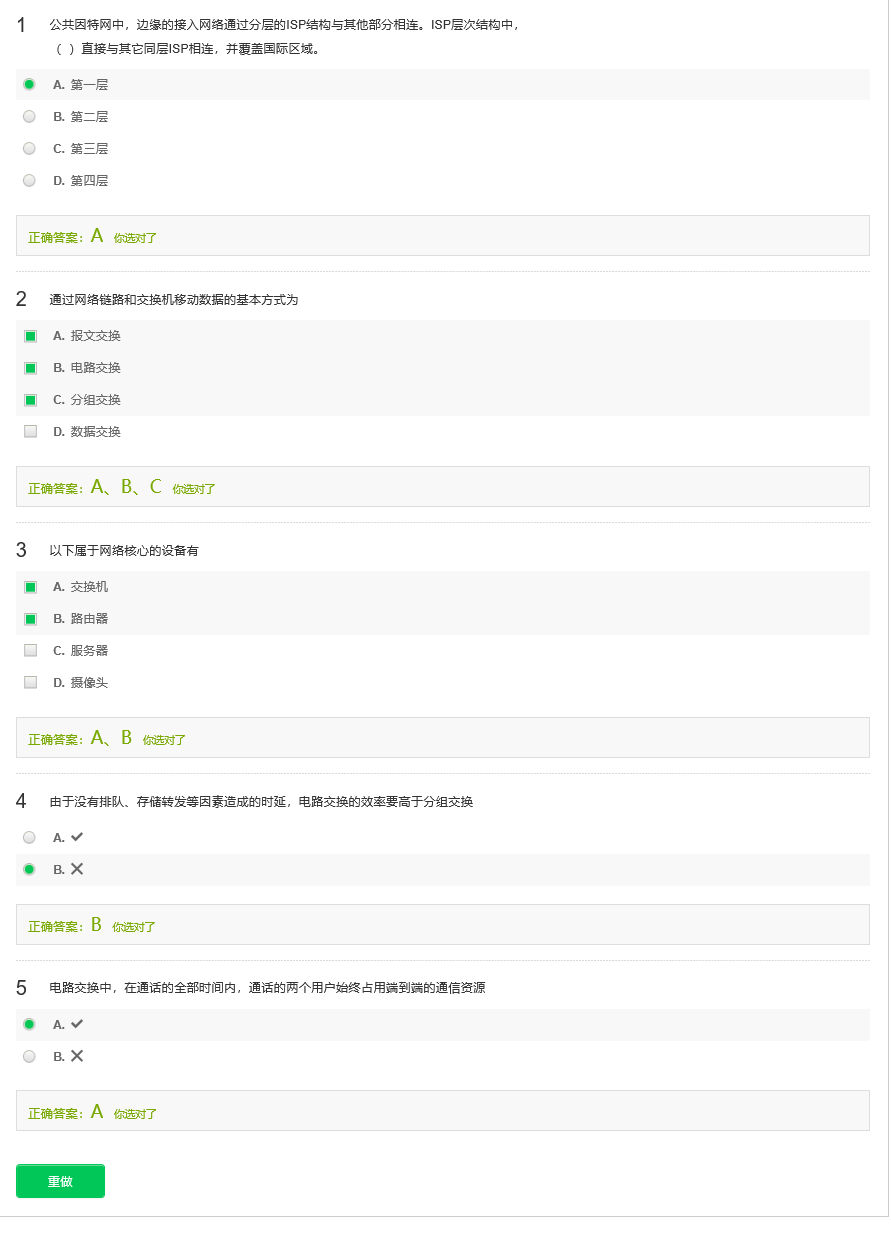 1 公共因特网中，边缘的接入网络通过分层的ISP结构与其他部分相连。ISP层次结构中，
（ ）直接与其它同层ISP相连，并覆盖国际区域。
A. 第一层
B. 第二层
C. 第三层
D. 第四层
正确答案：A 你选对了
2 通过网络链路和交换机移动数据的基本方式为
A. 报文交换
B. 电路交换
C. 分组交换
D. 数据交换
正确答案：A、B、C 你选对了
3 以下属于网络核心的设备有
A. 交换机
B. 路由器
C. 服务器
D. 摄像头
正确答案：A、B 你选对了
4 由于没有排队、存储转发等因素造成的时延，电路交换的效率要高于分组交换
A.
B.
正确答案：B 你选对了
5 电路交换中，在通话的全部时间内，通话的两个用户始终占用端到端的通信资源
A.
B.
正确答案：A 你选对了
重做